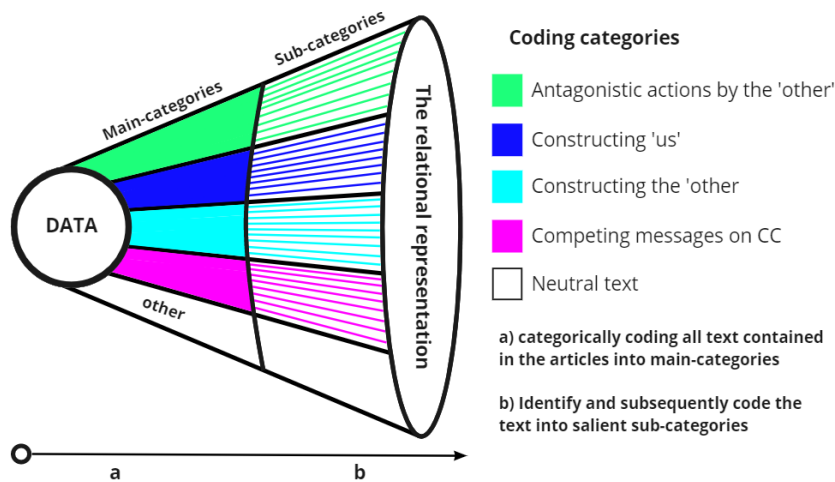 Main-categories
Sub-categories
DATA
other
The relational representation
a
b
Coding categories
Antagonistic actions by the 'other'
Constructing 'us'
Constructing the 'other
Competing messages on CC
Neutral text
a) categorically coding all text contained
in the articles into main-categories
b) Identify and subsequently code the
text into salient sub-categories